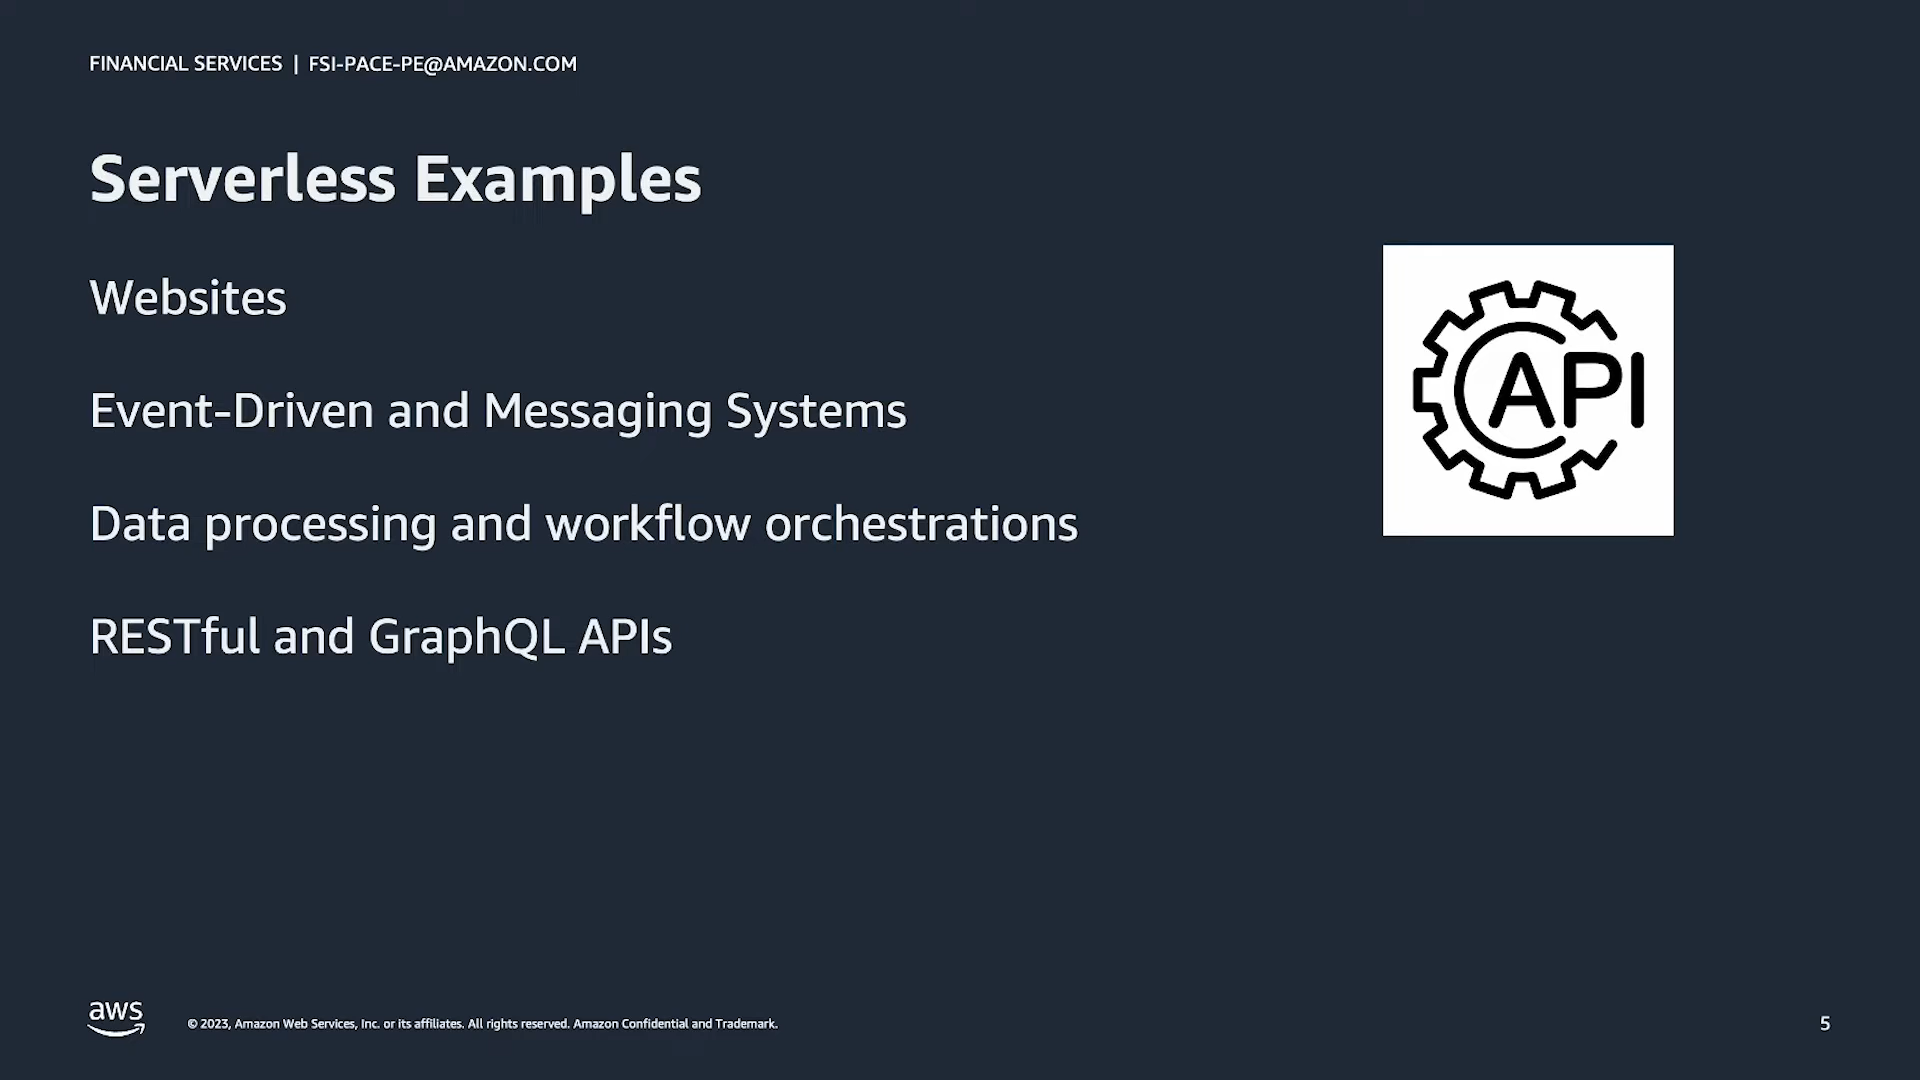 FINANCIAL SERVICES | FSI-PACE-PE@AMAZON.COM
Serverless Examples
Websites
Event-Driven and Messaging Systems
Data processing and workflow orchestrations
RESTful and GraphQL APIs
API
aws
© 2023, Amazon Web Services, Inc. or its affiliates. All rights reserved. Amazon Confidential and Trademark.
5